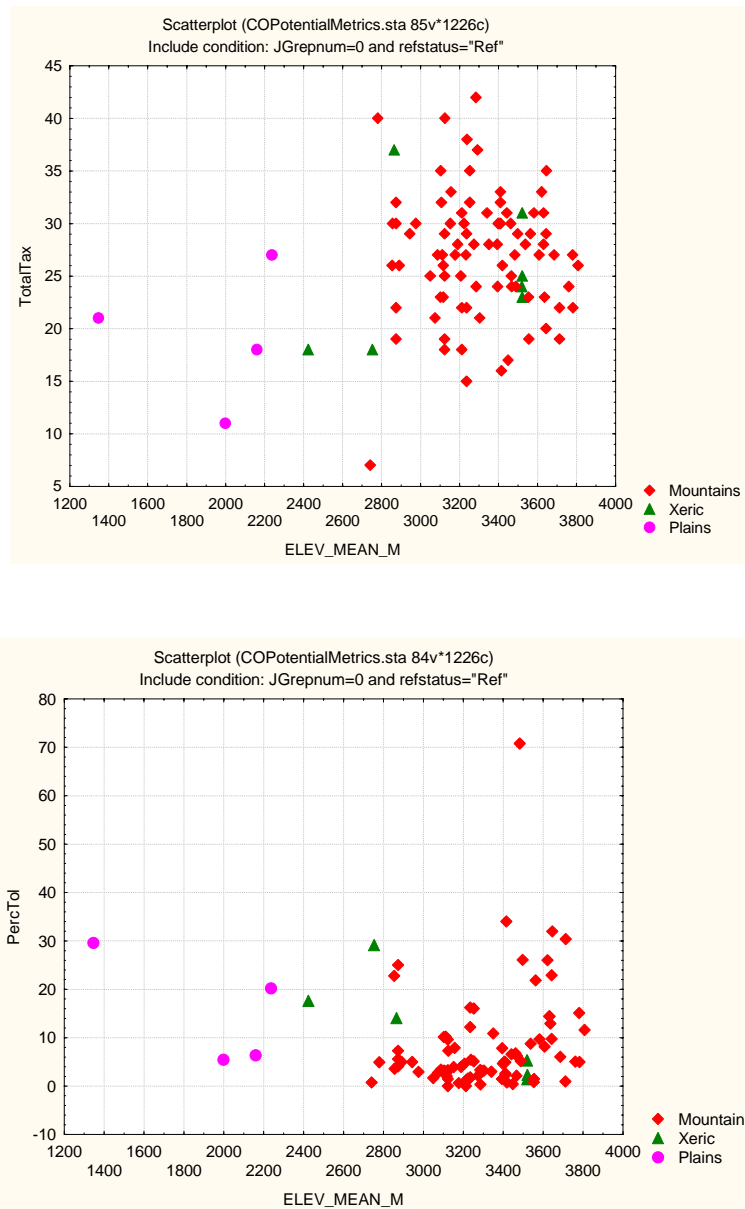 Scatterplot (COPotentialMetrics.sta 85v*1226c)
Include condition: JGrepnum=0 and refstatus="Ref"
45
40
35
30
25
20
15
10
5
TotalTax
1200 1600 2000 2400 2800 3200 3600 4000
1400 1800 2200 2600 3000 3400 3800
ELEV_MEAN_M
Mountains
Xeric
Plains
Scatterplot (COPotentialMetrics.sta 84v*1226c)
Include condition: JGrepnum=0 and refstatus="Ref"
80
70
60
50
40
30
20
10
0
-10
PercTol
1200 1600 2000 2400 2800 3200 3600 4000
1400 1800 2200 2600 3000 3400 3800
ELEV_MEAN_M
Mountain
Xeric
Plains